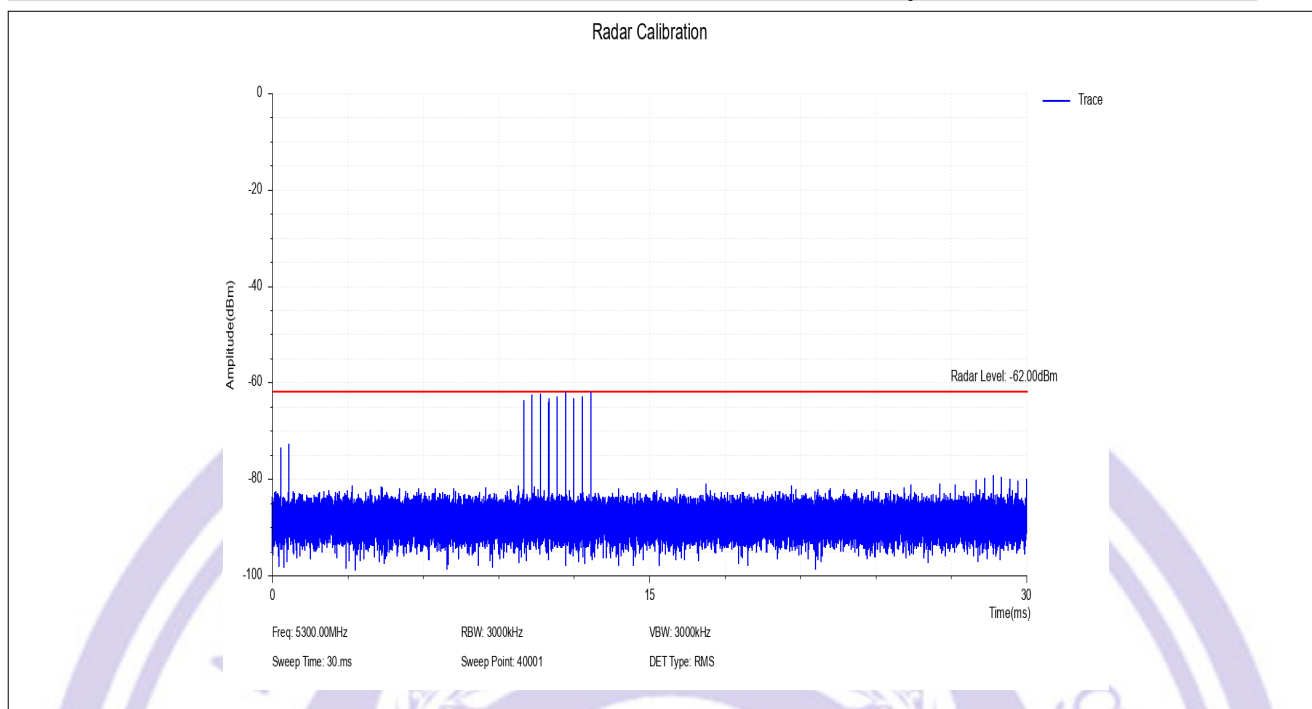 Radar Calibration
0
Trace
-20
-40
Amplitude(dBm)
-60
Radar Level: -62.00dBm
-80
-100
0
15
30
Time(ms)
Freq: 5300.00MHz
RBW: 3000kHz
VBW: 3000kHz
Sweep Time: 30.ms
Sweep Point: 40001
DET Type: RMS